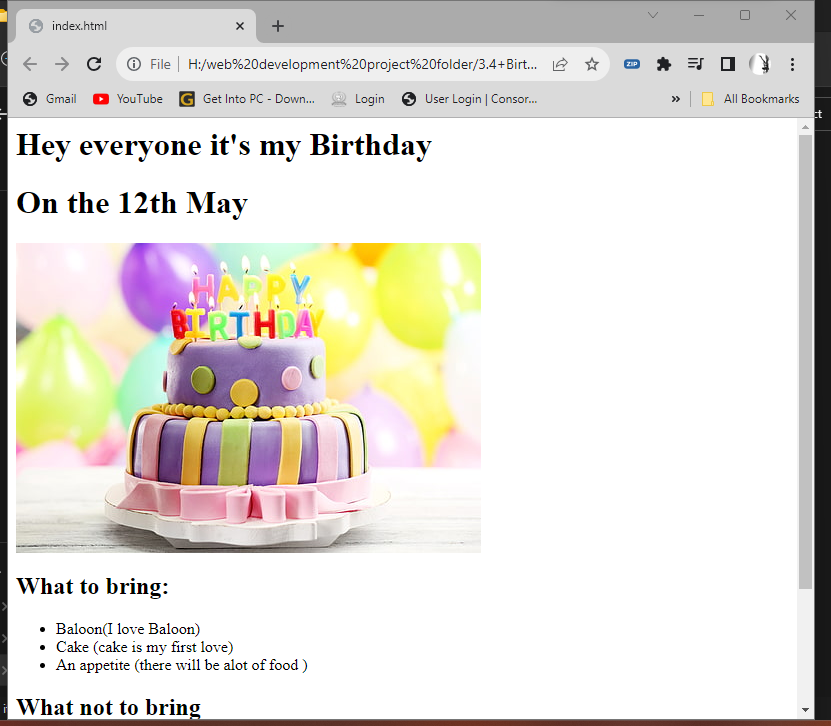 index.html
File
H:/web%20development%20project%20folder/3.4+Birt...
ZIP
Gmail
YouTube
G
Get Into PC - Down...
Login
User Login | Consor...
»
All Bookmarks
ct
Hey everyone it's my Birthday
On the 12th May
HAPPY
BIRTHDAY
What to bring:
Baloon(I love Baloon)
Cake (cake is my first love)
An appetite (there will be alot of food )
What not to bring